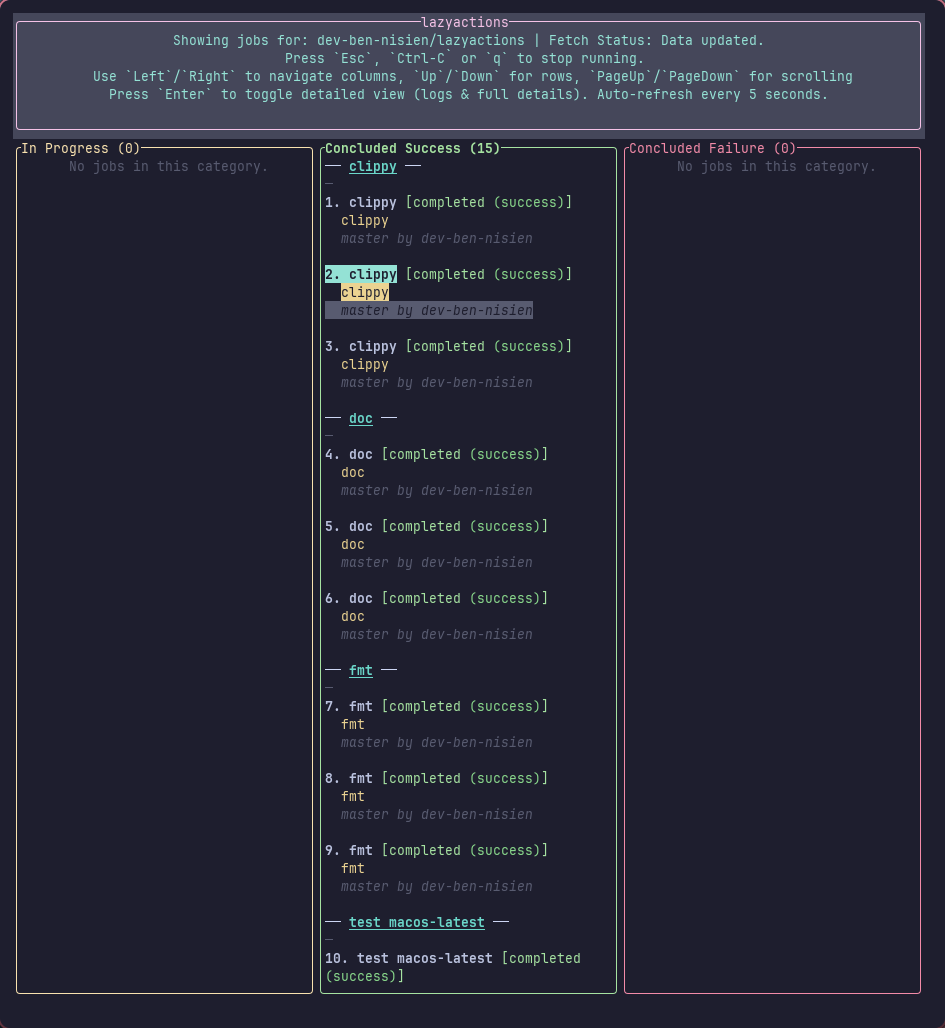 lazyactions
Showing jobs for: dev-ben-nisien/lazyactions | Fetch Status: Data updated.
Press `Esc`, `Ctrl-C` or `q` to stop running.
Use `Left`/`Right` to navigate columns, `Up`/`Down` for rows, `PageUp`/`PageDown` for scrolling
Press `Enter` to toggle detailed view (logs & full details). Auto-refresh every 5 seconds.
In Progress (0)
No jobs in this category.
Concluded Success (15)
── clippy ──
─
1. clippy [completed (success)]
clippy
master by dev-ben-nisien
2. clippy [completed (success)]
clippy
master by dev-ben-nisien
3. clippy [completed (success)]
clippy
master by dev-ben-nisien
── doc ──
─
4. doc [completed (success)]
doc
master by dev-ben-nisien
5. doc [completed (success)]
doc
master by dev-ben-nisien
6. doc [completed (success)]
doc
master by dev-ben-nisien
── fmt ──
─
7. fmt [completed (success)]
fmt
master by dev-ben-nisien
8. fmt [completed (success)]
fmt
master by dev-ben-nisien
9. fmt [completed (success)]
fmt
master by dev-ben-nisien
── test macos-latest ──
─
10. test macos-latest [completed
(success)]
Concluded Failure (0)
No jobs in this category.